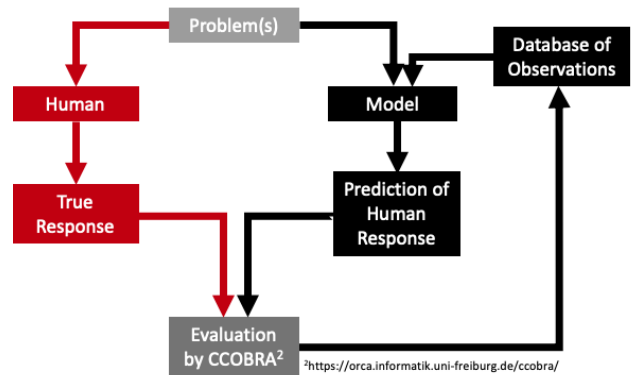 Problem(s)
Database of
Observations
Human
Model
True
Response
Prediction of
Human
Response
Evaluation
by CCOBRA²
²https://orca.informatik.uni-freiburg.de/ccobra/